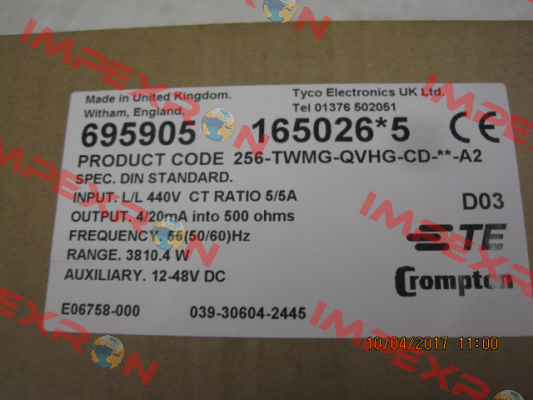 Made in United Kingdom.
Witham, England.
Tyco Electronics UK Ltd.
Tel 01376 502051
695905 165026*5 CE
PRODUCT CODE 256-TWMG-QVHG-CD-**-A2
SPEC. DIN STANDARD.
INPUT. L/L 440V CT RATIO 5/5A
OUTPUT. 4/20mA into 500 ohms
FREQUENCY. 55(50/60)Hz
RANGE. 3810.4 W
AUXILIARY. 12-48V DC
D03
TE
Crompton
E06758-000 039-30604-2445
10/04/2017 11:00
IMPEXRON
IMPEXRON
IMPEXRON
IMPEXRON
IMPEXRON